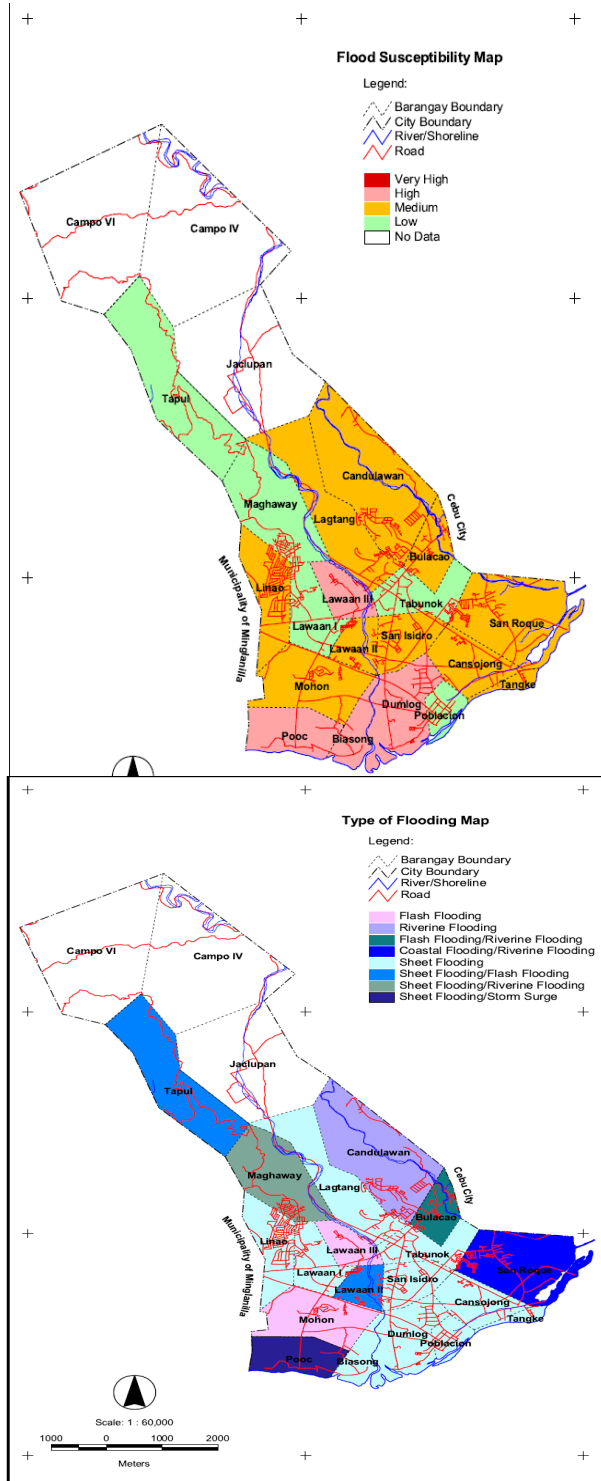 Flood Susceptibility Map
Legend:
Barangay Boundary
City Boundary
River/Shoreline
Road
Very High
High
Medium
Low
No Data
Campo VI
Campo IV
Jaclupan
Tapul
Candulawan
Maghaway
Cebu City
Lagtang
Bulacao
Municipality of Minglanilla
Linao
Lawaan III
Tabunok
Lawaan I
San Isidro
San Roque
Lawaan II
Cansojong
Mohon
Tangke
Dumlog
Poblacion
Pooc
Biasong
Type of Flooding Map
Legend:
Barangay Boundary
City Boundary
River/Shoreline
Road
Flash Flooding
Riverine Flooding
Flash Flooding/Riverine Flooding
Coastal Flooding/Riverine Flooding
Sheet Flooding
Sheet Flooding/Flash Flooding
Sheet Flooding/Riverine Flooding
Sheet Flooding/Storm Surge
Campo VI
Campo IV
Jaclupan
Tapul
Candulawan
Maghaway
Cebu City
Lagtang
Bulacao
Municipality of Minglanilla
Linao
Lawaan III
Tabunok
Lawaan I
San Isidro
San Roque
Lawaan II
Cansojong
Mohon
Tangke
Dumlog
Poblacion
Pooc
Biasong
Scale: 1 : 60,000
1000 0 1000 2000
Meters